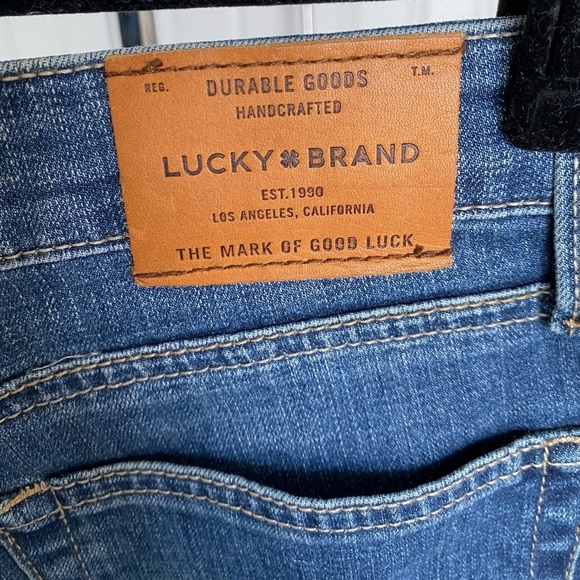 REG. DURABLE GOODS T.M.
HANDCRAFTED
LUCKY BRAND
EST.1990
LOS ANGELES, CALIFORNIA
THE MARK OF GOOD LUCK